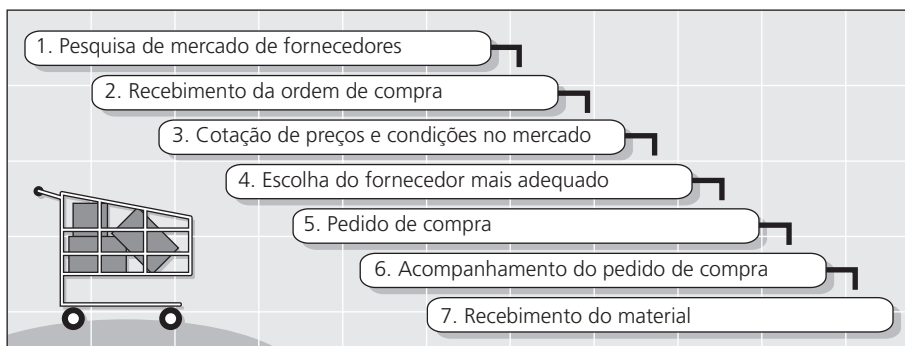 1. Pesquisa de mercado de fornecedores
2. Recebimento da ordem de compra
3. Cotação de preços e condições no mercado
4. Escolha do fornecedor mais adequado
5. Pedido de compra
6. Acompanhamento do pedido de compra
7. Recebimento do material